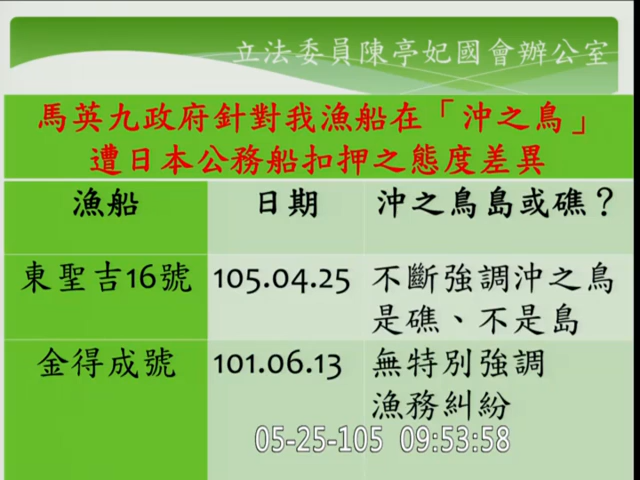 立法委員陳亭妃國會辦公室
馬英九政府針對我漁船在「沖之鳥」
遭日本公務船扣押之態度差異
漁船 日期 沖之鳥島或礁？
東聖吉16號 105.04.25 不斷強調沖之鳥
是礁、不是島
金得成號 101.06.13 無特別強調
漁務糾紛
05-25-105 09:53:58